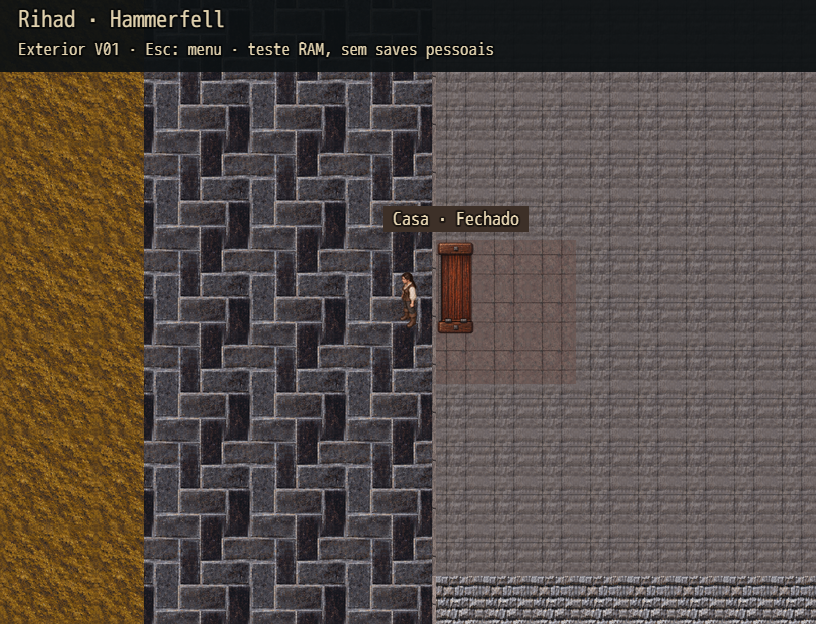 Rihad · Hammerfell
Exterior V01 · Esc: menu · teste RAM, sem saves pessoais
Casa · Fechado